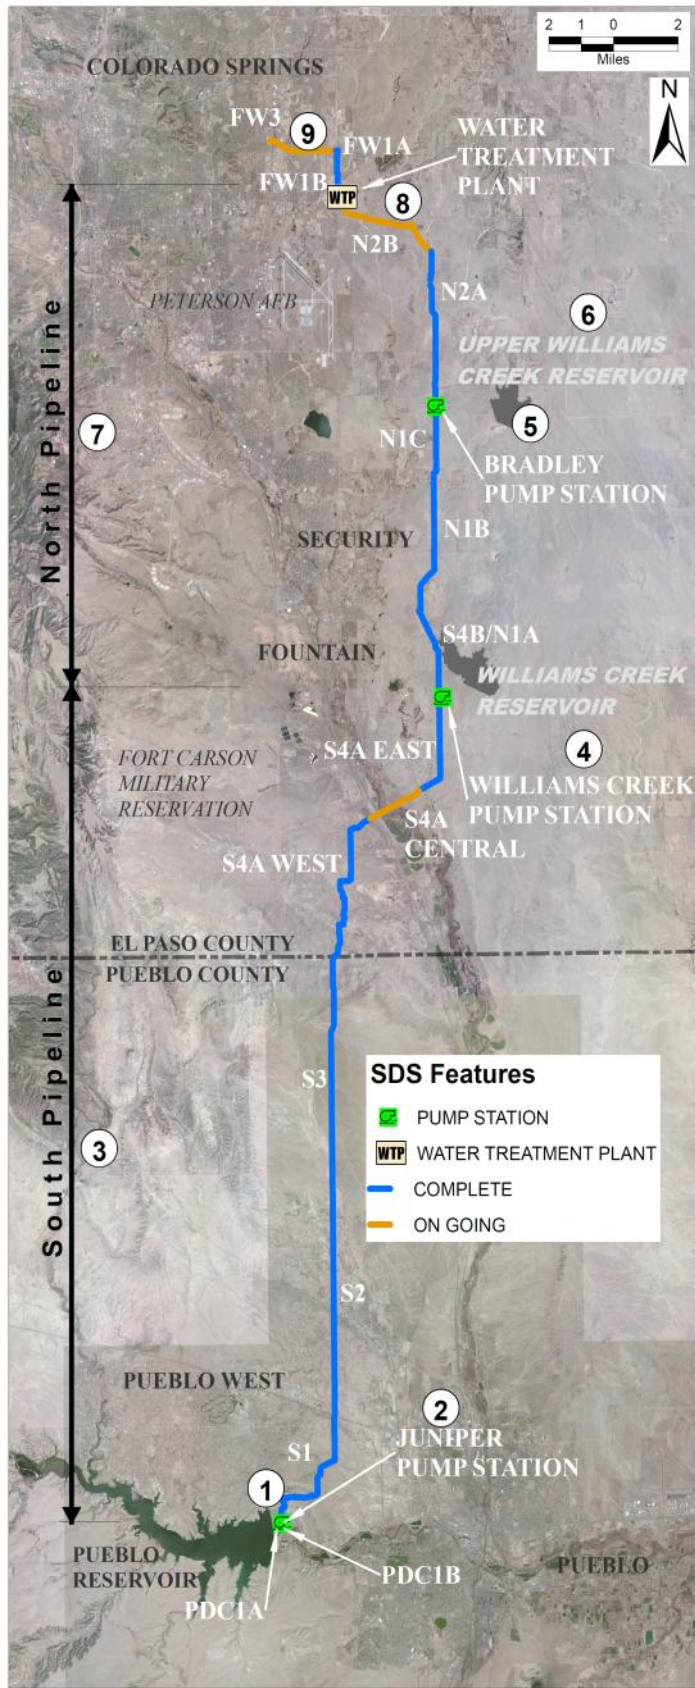 2 1 0 2
Miles
N
COLORADO SPRINGS
FW3
9
FW1A
WATER
TREATMENT
PLANT
FW1B
WTP
8
N2B
N2A
PETERSON AFB
6
UPPER WILLIAMS
CREEK RESERVOIR
5
7
North Pipeline
N1C
BRADLEY
PUMP STATION
N1B
SECURITY
S4B/N1A
FOUNTAIN
WILLIAMS CREEK
RESERVOIR
S4A EAST
4
FORT CARSON
MILITARY
RESERVATION
WILLIAMS CREEK
PUMP STATION
S4A
CENTRAL
S4A WEST
EL PASO COUNTY
PUEBLO COUNTY
South Pipeline
3
S3
SDS Features
PUMP STATION
WTP WATER TREATMENT PLANT
COMPLETE
ON GOING
S2
PUEBLO WEST
2
JUNIPER
PUMP STATION
S1
1
PUEBLO
RESERVOIR
PDC1B
PUEBLO
PDC1A